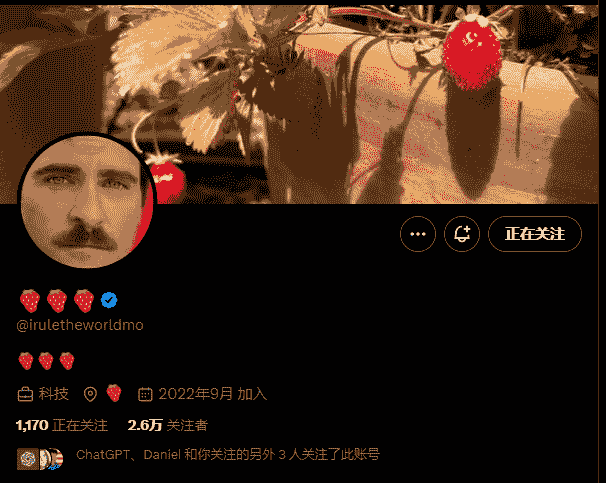 正在关注
🍓🍓🍓
@iruletheworldmo
🍓🍓🍓
科技 🍓 2022年9月 加入
1,170 正在关注 2.6万 关注者
ChatGPT、Daniel 和你关注的另外 3 人关注了此账号